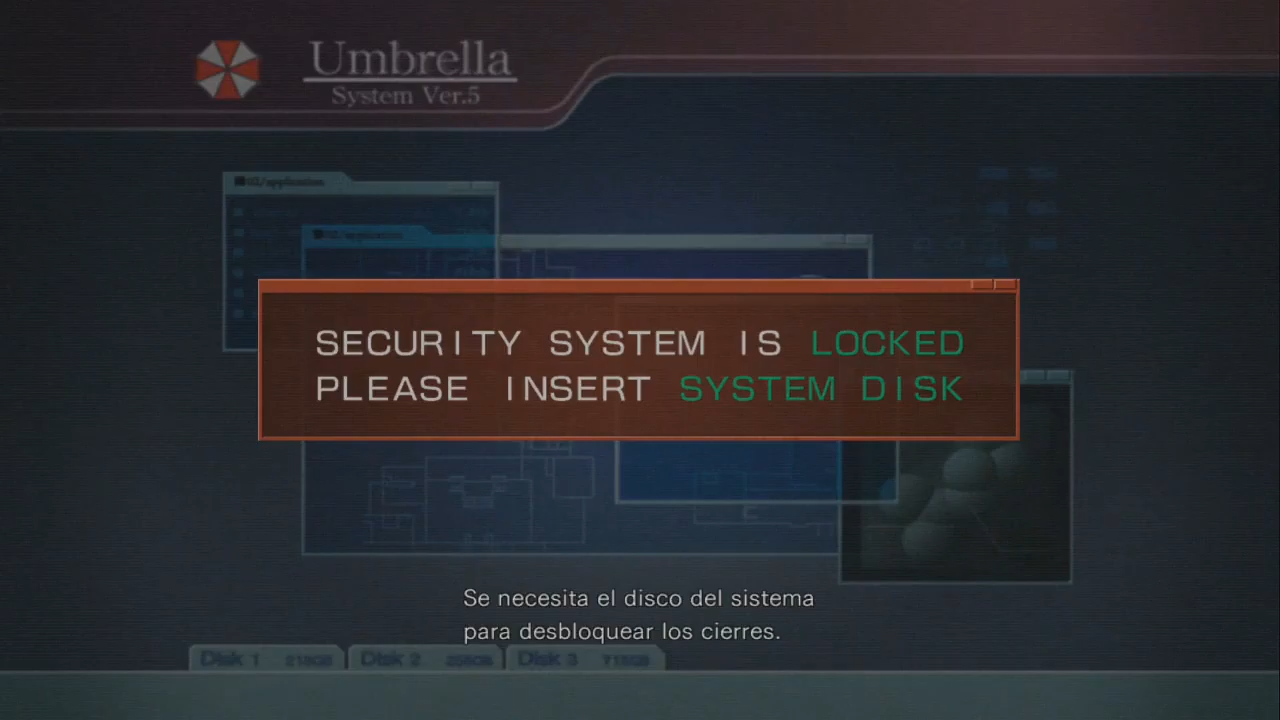 Umbrella
System Ver.5
SECURITY SYSTEM IS LOCKED
PLEASE INSERT SYSTEM DISK
Se necesita el disco del sistema
para desbloquear los cierres.
Disk 1
Disk 2
Disk 3